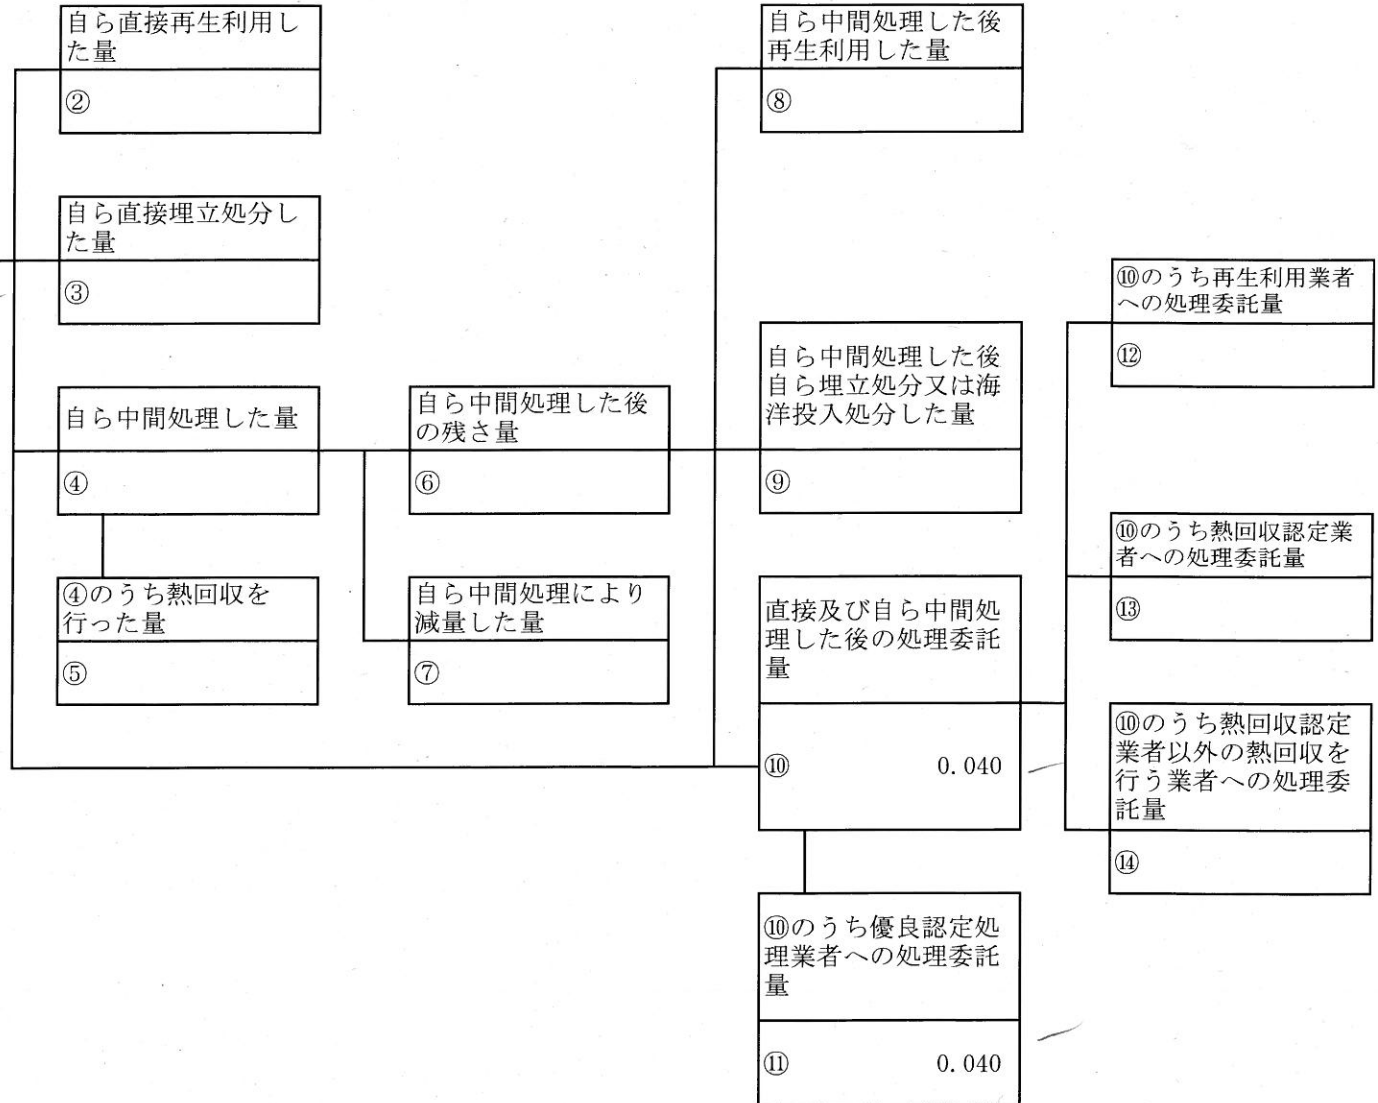 自ら直接再生利用し
た量
②
自ら直接埋立処分し
た量
③
自ら中間処理した量
④
④のうち熱回収を
行った量
⑤
自ら中間処理した後
の残さ量
⑥
自ら中間処理により
減量した量
⑦
自ら中間処理した後
再生利用した量
⑧
自ら中間処理した後
自ら埋立処分又は海
洋投入処分した量
⑨
直接及び自ら中間処
理した後の処理委託
量
⑩ 0.040
⑩のうち優良認定処
理業者への処理委託
量
⑪ 0.040
⑩のうち再生利用業者
への処理委託量
⑫
⑩のうち熱回収認定業
者への処理委託量
⑬
⑩のうち熱回収認定
業者以外の熱回収を
行う業者への処理委
託量
⑭